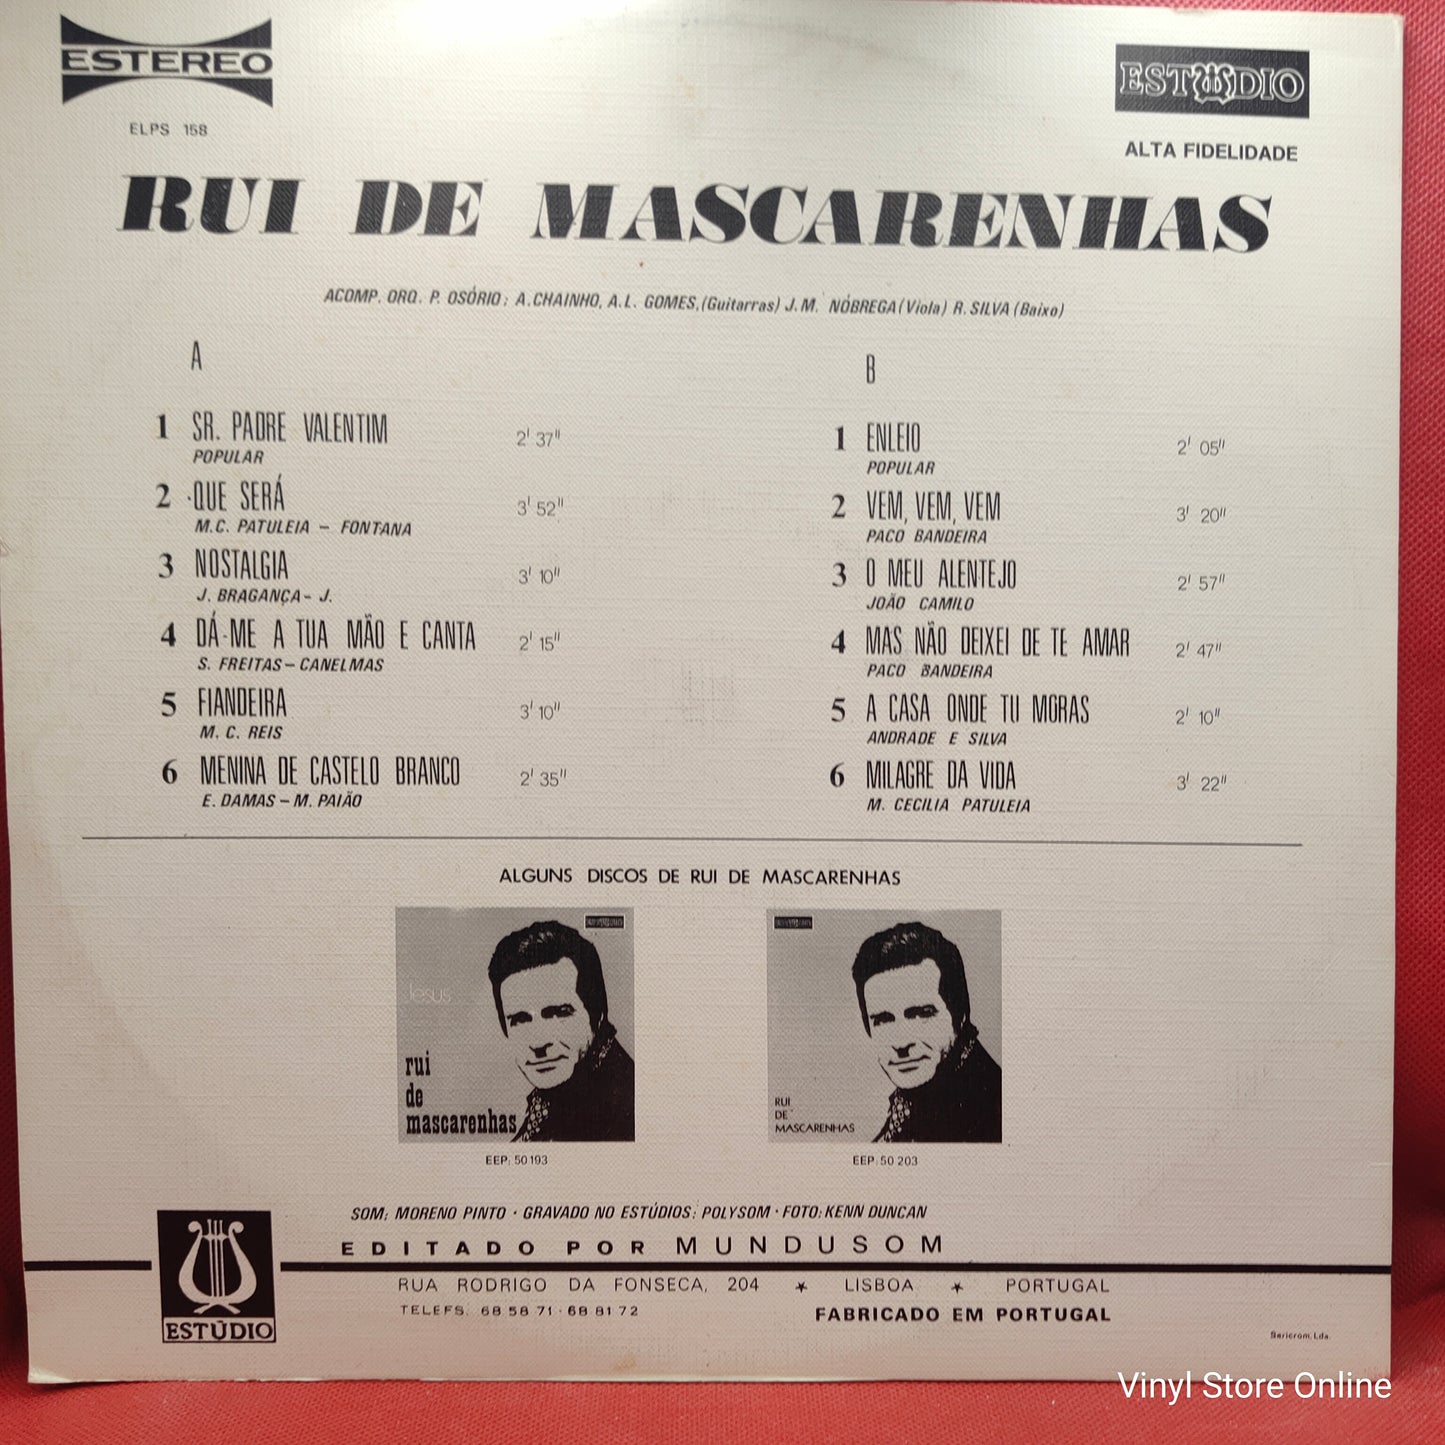 ESTEREO
ELPS 158
ESTÚDIO
ALTA FIDELIDADE
RUI DE MASCARENHAS
ACOMP. ORQ. P. OSÓRIO; A.CHAINHO, A.L. GOMES,(Guitarras) J.M. NÓBREGA (Viola) R. SILVA (Baixo)
A
1 SR. PADRE VALENTIM 2' 37"
POPULAR
2 QUE SERÁ 3' 52"
M.C. PATULEIA – FONTANA
3 NOSTALGIA 3' 10"
J. BRAGANÇA - J.
4 DÁ-ME A TUA MÃO E CANTA 2' 15"
S. FREITAS – CANELMAS
5 FIANDEIRA 3' 10"
M. C. REIS
6 MENINA DE CASTELO BRANCO 2' 35"
E. DAMAS – M. PAIÃO
B
1 ENLEIO 2' 05"
POPULAR
2 VEM, VEM, VEM 3' 20"
PACO BANDEIRA
3 O MEU ALENTEJO 2' 57"
JOÃO CAMILO
4 MAS NÃO DEIXEI DE TE AMAR 2' 47"
PACO BANDEIRA
5 A CASA ONDE TU MORAS 2' 10"
ANDRADE E SILVA
6 MILAGRE DA VIDA 3' 22"
M. CECILIA PATULEIA
ALGUNS DISCOS DE RUI DE MASCARENHAS
Jesus
rui
de
mascarenhas
EEP: 50193
RUI
DE
MASCARENHAS
EEP: 50 203
SOM; MORENO PINTO · GRAVADO NO ESTÚDIOS: POLYSOM · FOTO: KENN DUNCAN
EDITADO POR MUNDUSOM
RUA RODRIGO DA FONSECA, 204 ★ LISBOA ★ PORTUGAL
TELEFS. 68 58 71 · 68 81 72
FABRICADO EM PORTUGAL
ESTÚDIO
Saricrom, Lda.
Vinyl Store Online